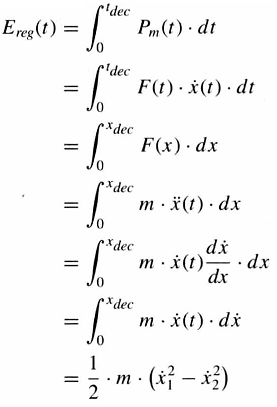 E_{reg}(t) = \int_0^{t_{dec}} P_m(t) \cdot dt
= \int_0^{t_{dec}} F(t) \cdot \dot{x}(t) \cdot dt
= \int_0^{x_{dec}} F(x) \cdot dx
= \int_0^{x_{dec}} m \cdot \ddot{x}(t) \cdot dx
= \int_0^{x_{dec}} m \cdot \dot{x}(t) \frac{d\dot{x}}{dx} \cdot dx
= \int_0^{x_{dec}} m \cdot \dot{x}(t) \cdot d\dot{x}
= \frac{1}{2} \cdot m \cdot (\dot{x}_1^2 - \dot{x}_2^2)